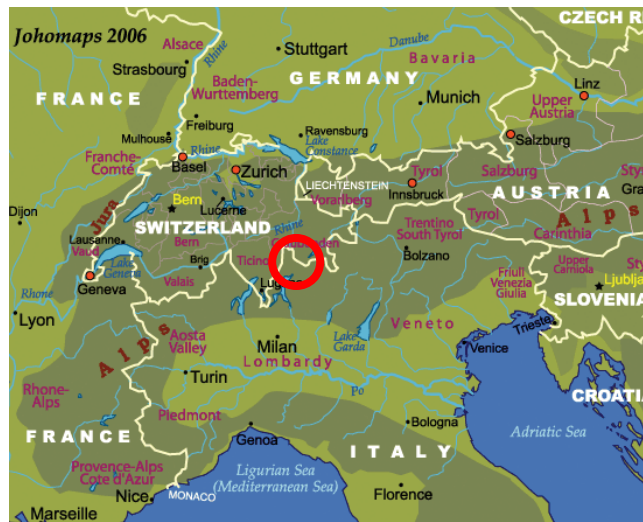 Johomaps 2006
CZECH R
Alsace
Rhine
Stuttgart
Danube
Bavaria
Strasbourg
Linz
Baden-
Wurttemberg
GERMANY
FRANCE
Munich
Upper
Austria
Freiburg
Mulhouse
Ravensburg
Salzburg
Lake
Constance
Rhine
Franche-
Comté
Basel
Zurich
Tyrol
Salzburg
Sty
LIECHTENSTEIN
Innsbruck
Gra
Bern
Vorarlberg
AUSTRIA
Lucerne
Dijon
Jura
Tyrol
Alps
Trentino
South Tyrol
Rhine
SWITZERLAND
Carinthia
Lausanne
Bern
Vaud
Bolzano
Upper
Carniola
Sty
Brig
Ticino
Lake
Geneva
Friuli
Venezia
Giulia
Ljublja
Valais
Geneva
Rhone
SLOVENIA
Lyon
Veneto
Trieste
Alps
Aosta
Valley
Lake
Garda
Milan
Venice
Lombardy
Turin
Po
CROATI
Rhone-
Alps
Piedmont
Bologna
Adriatic Sea
FRANCE
Genoa
ITALY
Provence-Alps
Cote d'Azur
Ligurian Sea
(Mediterranean Sea)
Nice
MONACO
Florence
Marseille